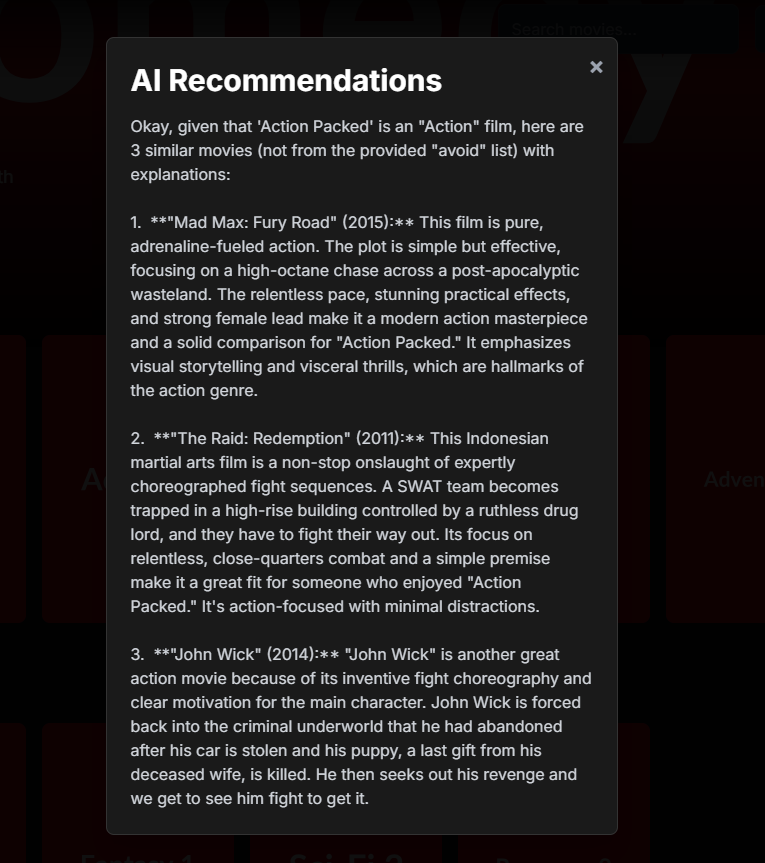 Search movies...
AI Recommendations
×
Okay, given that 'Action Packed' is an "Action" film, here are
3 similar movies (not from the provided "avoid" list) with
explanations:
1. **"Mad Max: Fury Road" (2015):** This film is pure,
adrenaline-fueled action. The plot is simple but effective,
focusing on a high-octane chase across a post-apocalyptic
wasteland. The relentless pace, stunning practical effects,
and strong female lead make it a modern action masterpiece
and a solid comparison for "Action Packed." It emphasizes
visual storytelling and visceral thrills, which are hallmarks of
the action genre.
2. **"The Raid: Redemption" (2011):** This Indonesian
martial arts film is a non-stop onslaught of expertly
choreographed fight sequences. A SWAT team becomes
trapped in a high-rise building controlled by a ruthless drug
lord, and they have to fight their way out. Its focus on
relentless, close-quarters combat and a simple premise
make it a great fit for someone who enjoyed "Action
Packed." It's action-focused with minimal distractions.
3. **"John Wick" (2014):** "John Wick" is another great
action movie because of its inventive fight choreography and
clear motivation for the main character. John Wick is forced
back into the criminal underworld that he had abandoned
after his car is stolen and his puppy, a last gift from his
deceased wife, is killed. He then seeks out his revenge and
we get to see him fight to get it.